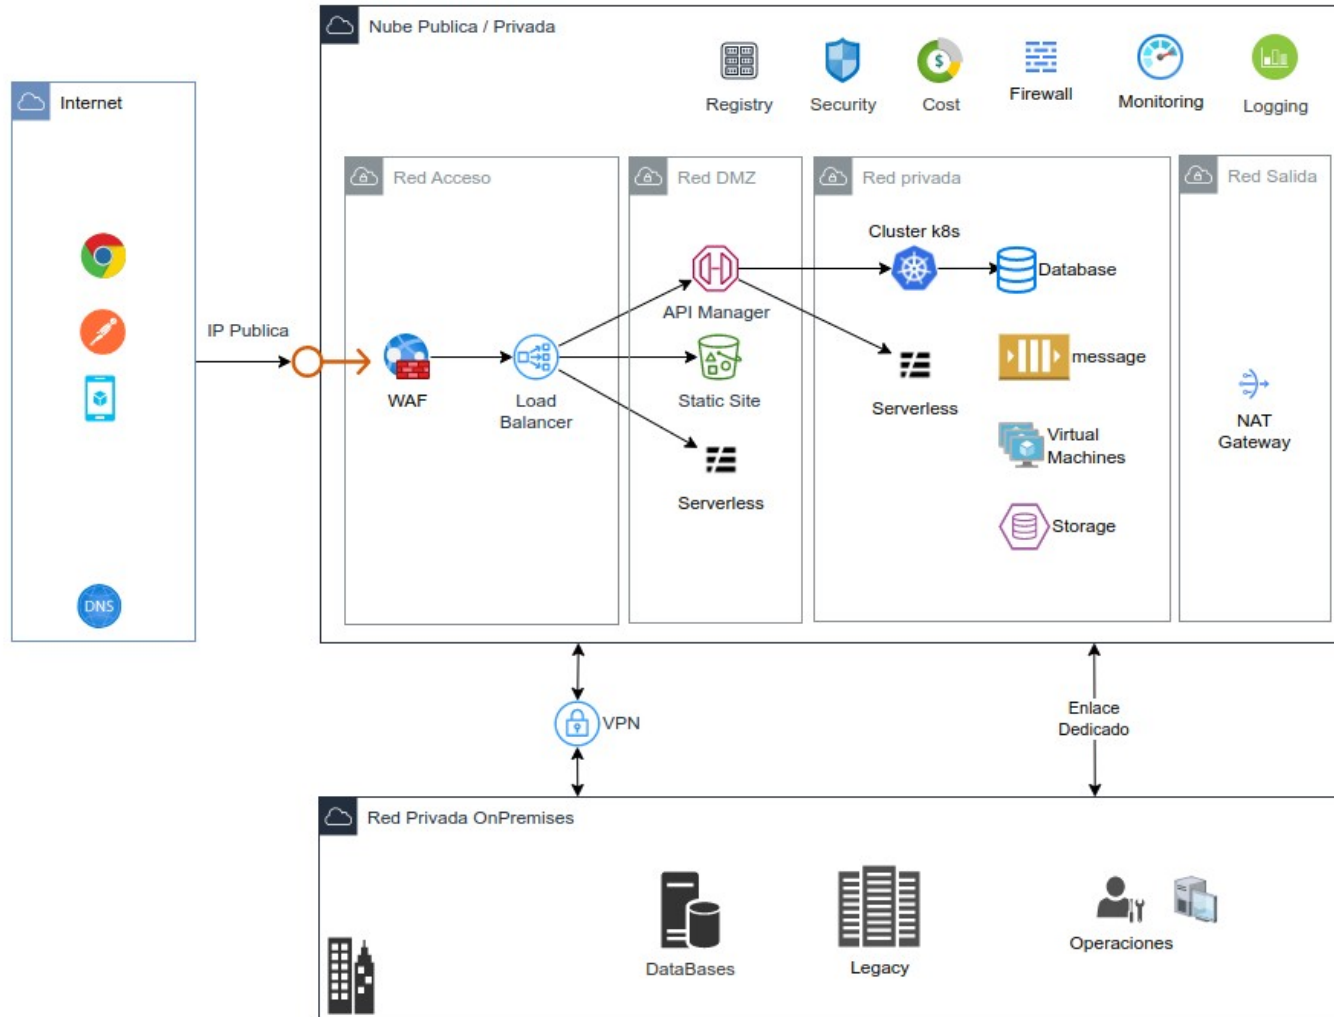 Nube Publica / Privada
Internet
Registry
Security
Cost
Firewall
Monitoring
Logging
Red Acceso
Red DMZ
Red privada
Red Salida
Cluster k8s
Database
API Manager
IP Publica
WAF
Load
Balancer
Static Site
Serverless
message
Serverless
Virtual
Machines
NAT
Gateway
Storage
DNS
VPN
Enlace
Dedicado
Red Privada OnPremises
DataBases
Legacy
Operaciones